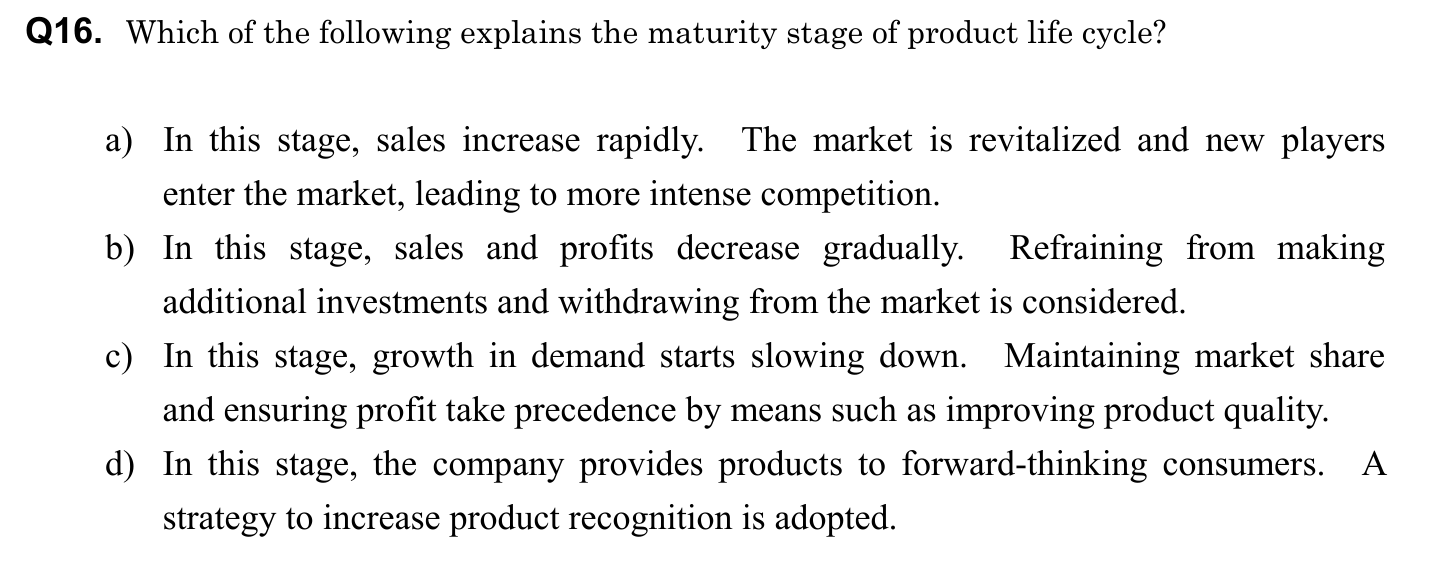 Q16. Which of the following explains the maturity stage of product life cycle?
a) In this stage, sales increase rapidly. The market is revitalized and new players
enter the market, leading to more intense competition.
b) In this stage, sales and profits decrease gradually. Refraining from making
additional investments and withdrawing from the market is considered.
c) In this stage, growth in demand starts slowing down. Maintaining market share
and ensuring profit take precedence by means such as improving product quality.
d) In this stage, the company provides products to forward-thinking consumers. A
strategy to increase product recognition is adopted.